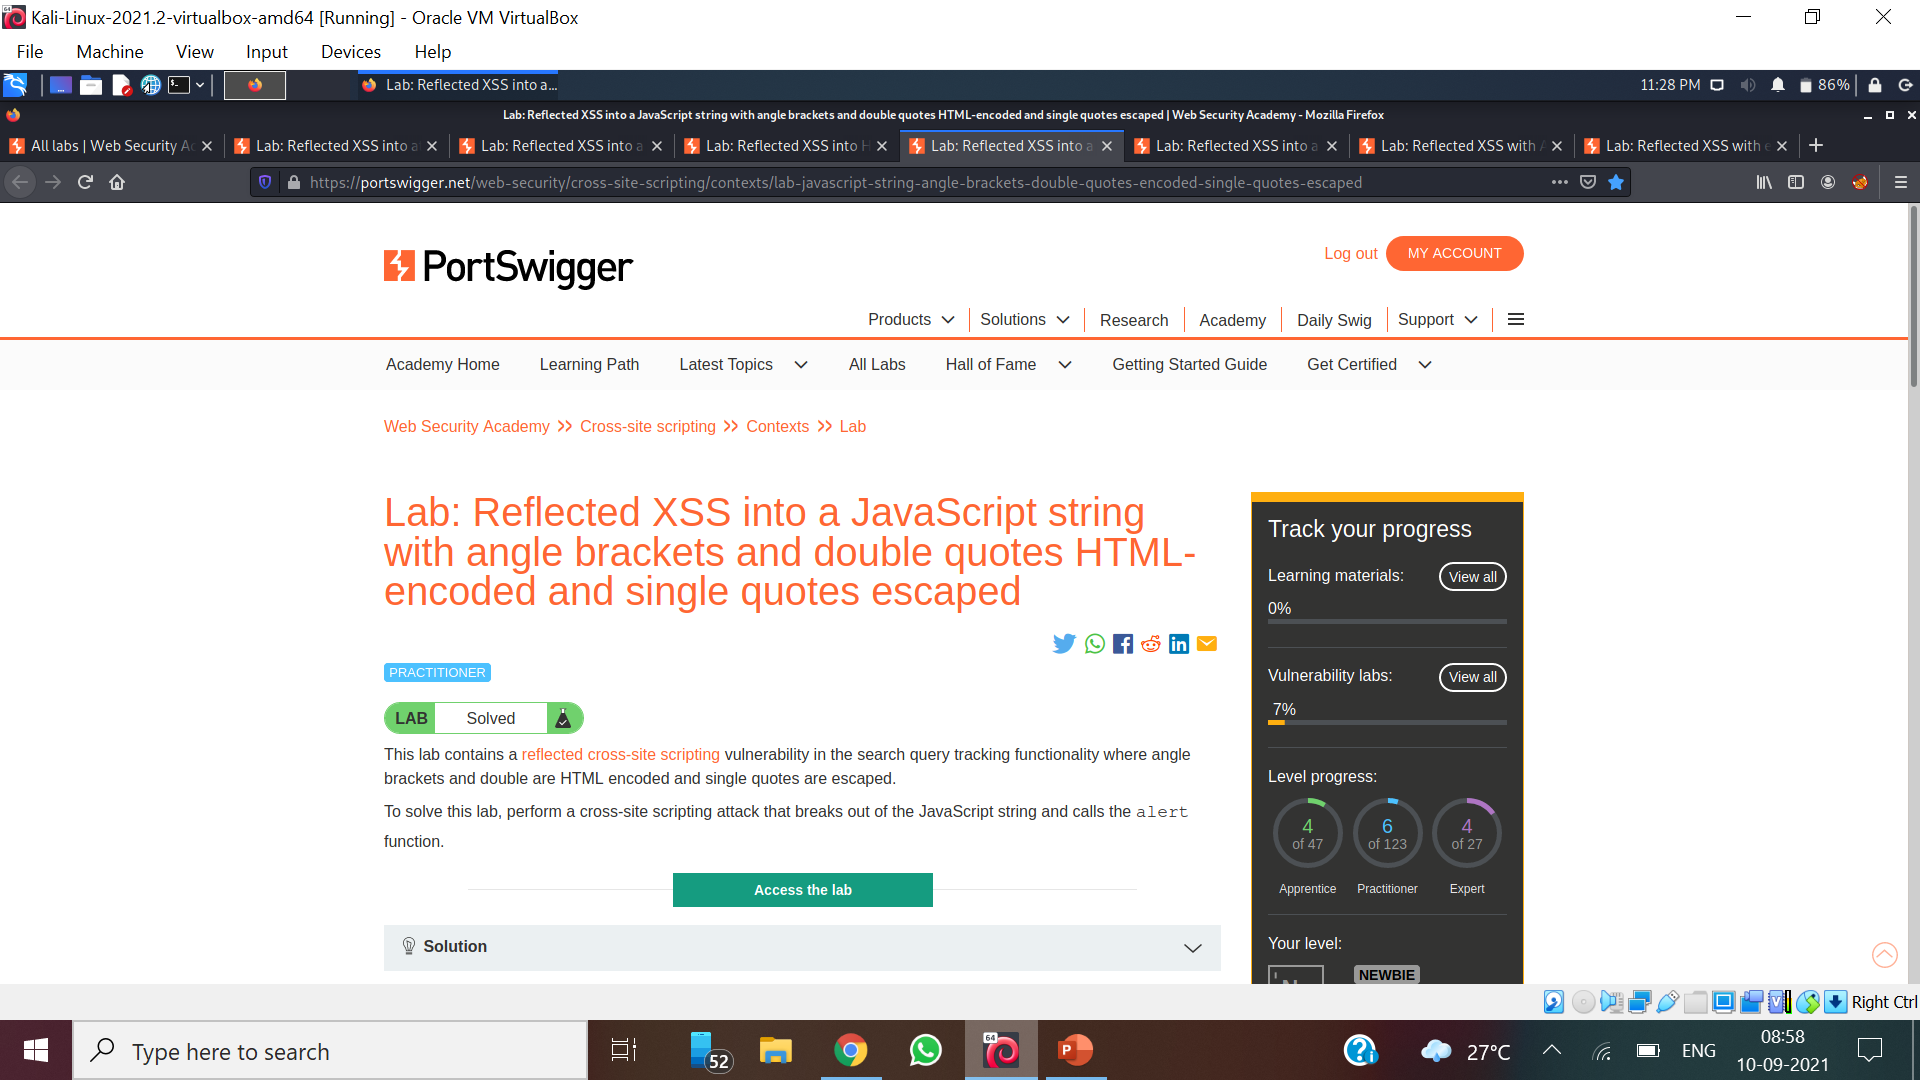 Kali-Linux-2021.2-virtualbox-amd64 [Running] - Oracle VM VirtualBox
File Machine View Input Devices Help
Lab: Reflected XSS into a... 11:28 PM 86%
Lab: Reflected XSS into a JavaScript string with angle brackets and double quotes HTML-encoded and single quotes escaped | Web Security Academy - Mozilla Firefox
All labs | Web Security Ac Lab: Reflected XSS into a Lab: Reflected XSS into a Lab: Reflected XSS into H Lab: Reflected XSS into a Lab: Reflected XSS into a Lab: Reflected XSS with A Lab: Reflected XSS with e
https://portswigger.net/web-security/cross-site-scripting/contexts/lab-javascript-string-angle-brackets-double-quotes-encoded-single-quotes-escaped
PortSwigger
Log out MY ACCOUNT
Products Solutions Research Academy Daily Swig Support
Academy Home Learning Path Latest Topics All Labs Hall of Fame Getting Started Guide Get Certified
Web Security Academy Cross-site scripting Contexts Lab
Lab: Reflected XSS into a JavaScript string
with angle brackets and double quotes HTML-
encoded and single quotes escaped
PRACTITIONER
LAB Solved
This lab contains a reflected cross-site scripting vulnerability in the search query tracking functionality where angle
brackets and double are HTML encoded and single quotes are escaped.
To solve this lab, perform a cross-site scripting attack that breaks out of the JavaScript string and calls the alert
function.
Access the lab
Solution
Track your progress
Learning materials: View all
0%
Vulnerability labs: View all
7%
Level progress:
4 6 4
of 47 of 123 of 27
Apprentice Practitioner Expert
Your level:
NEWBIE
Right Ctrl
Type here to search
52
64
27°C
ENG
08:58
10-09-2021